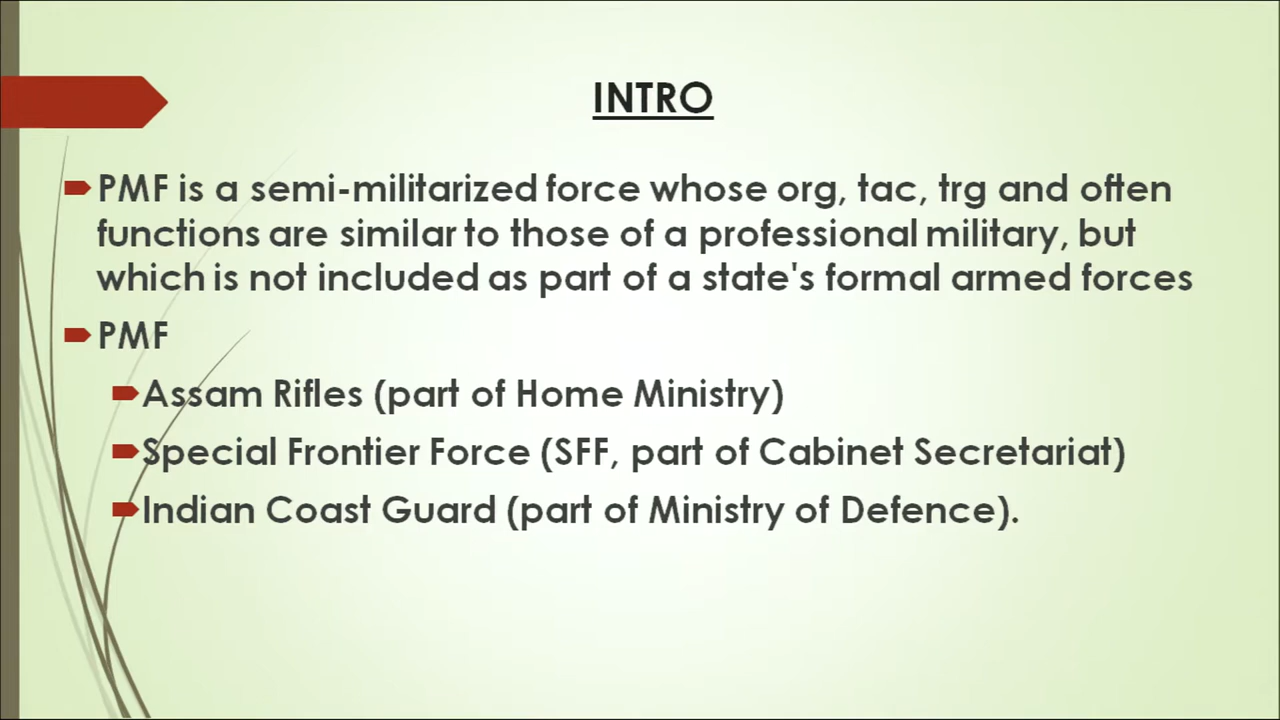 INTRO
PMF is a semi-militarized force whose org, tac, trg and often
functions are similar to those of a professional military, but
which is not included as part of a state's formal armed forces
PMF
Assam Rifles (part of Home Ministry)
Special Frontier Force (SFF, part of Cabinet Secretariat)
Indian Coast Guard (part of Ministry of Defence).